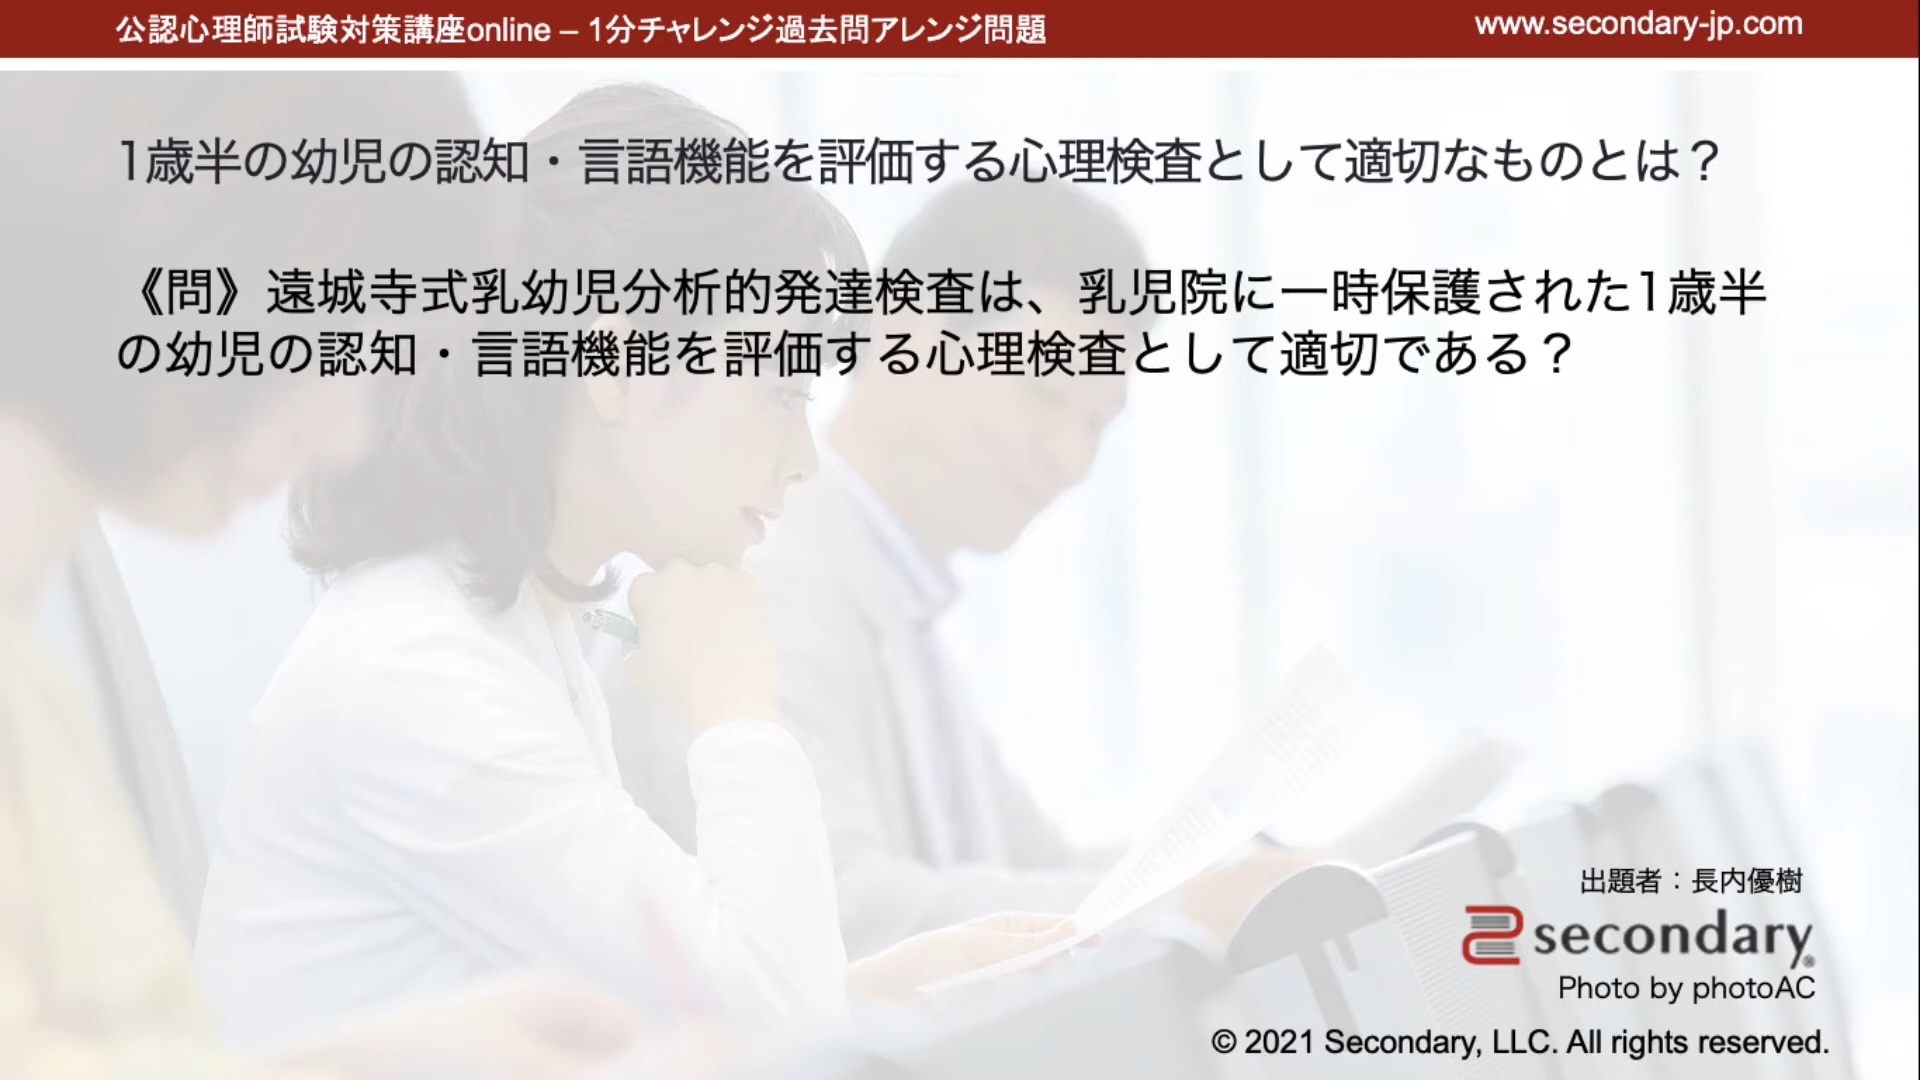 公認心理師試験対策講座online – 1分チャレンジ過去問アレンジ問題
www.secondary-jp.com
1歳半の幼児の認知・言語機能を評価する心理検査として適切なものとは？
《問》遠城寺式乳幼児分析的発達検査は、乳児院に一時保護された1歳半
の幼児の認知・言語機能を評価する心理検査として適切である？
出題者：長内優樹
secondary®
Photo by photoAC
© 2021 Secondary, LLC. All rights reserved.